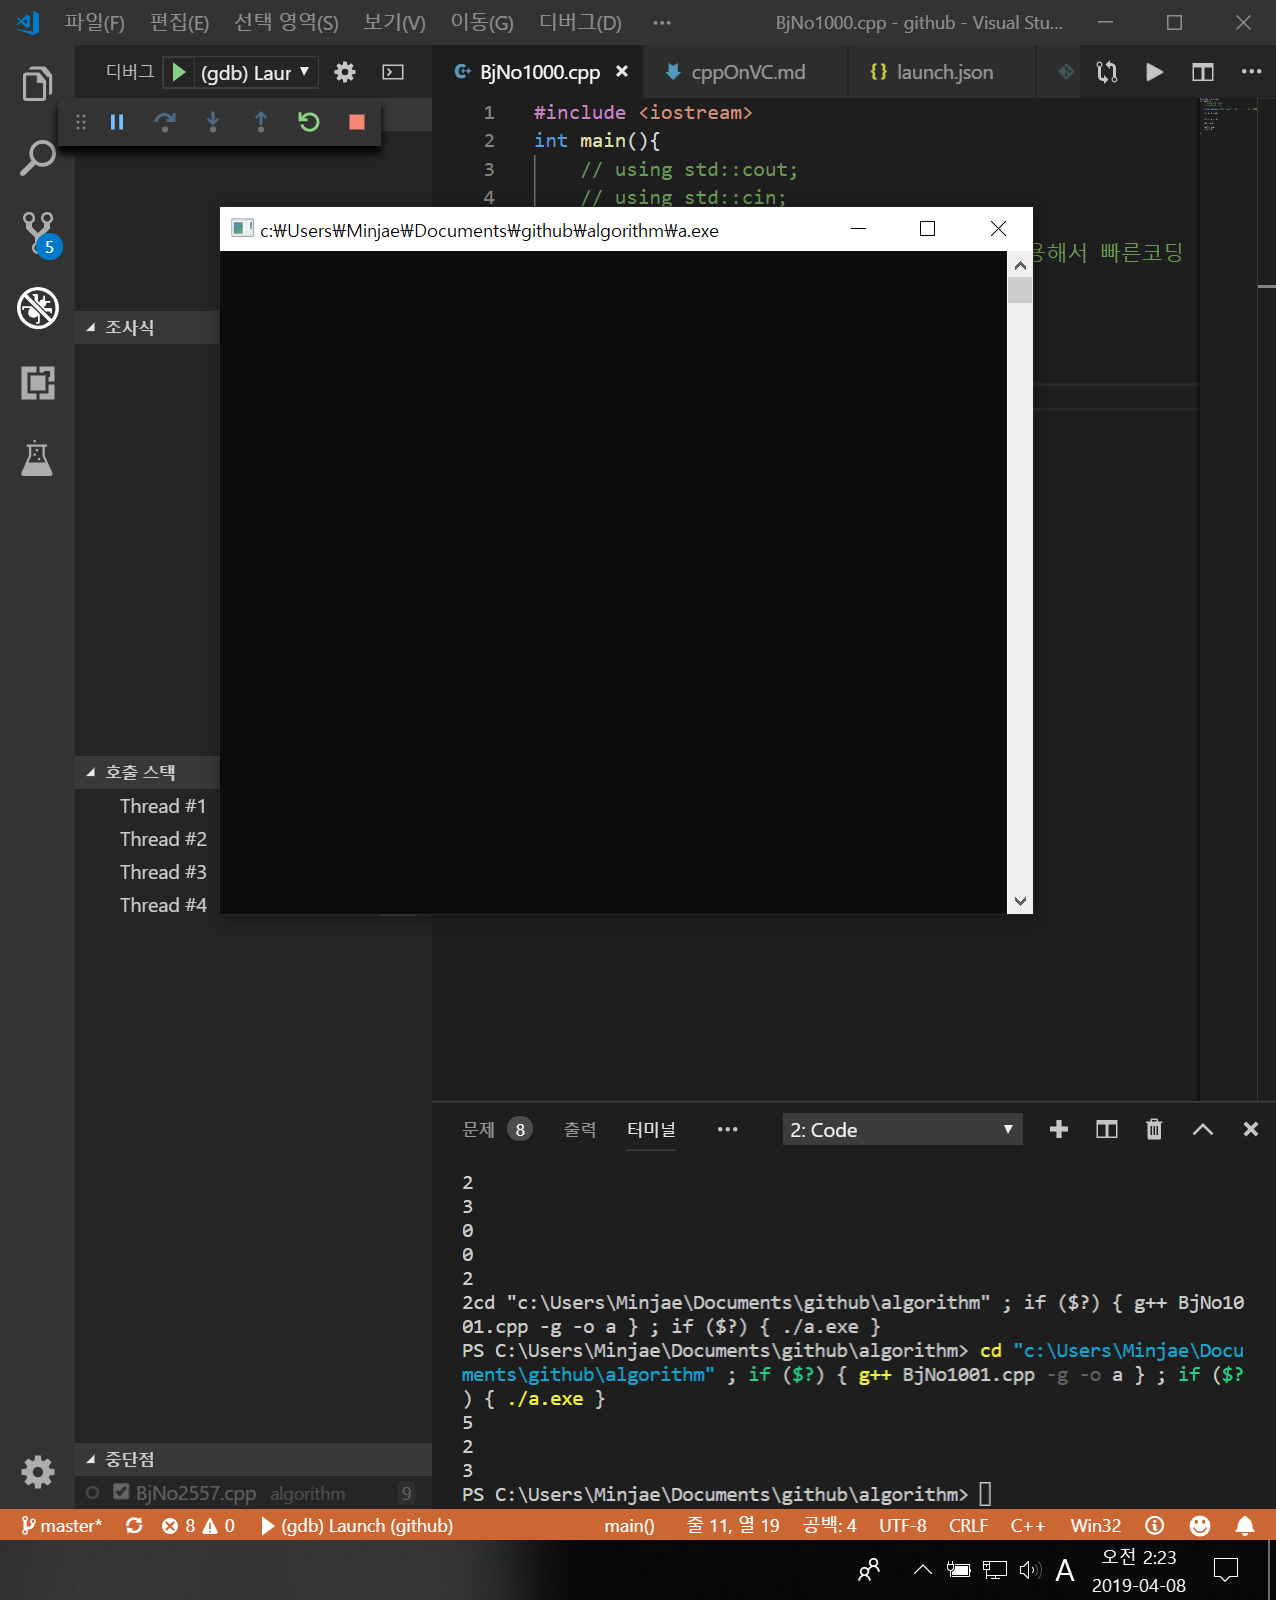 파일(F) 편집(E) 선택 영역(S) 보기(V) 이동(G) 디버그(D) ··· BjNo1000.cpp - github - Visual Stu...
디버그 (gdb) Laur
BjNo1000.cpp cppOnVC.md {} launch.json
1 #include <iostream>
2 int main(){
3 // using std::cout;
4 // using std::cin;
c:₩Users₩Minjae₩Documents₩github₩algorithm₩a.exe
용해서 빠른코딩
5
조사식
호출 스택
Thread #1
Thread #2
Thread #3
Thread #4
문제 8 출력 터미널 ··· 2: Code
2
3
0
0
2
2cd "c:\Users\Minjae\Documents\github\algorithm" ; if ($?) { g++ BjNo10
01.cpp -g -o a } ; if ($?) { ./a.exe }
PS C:\Users\Minjae\Documents\github\algorithm> cd "c:\Users\Minjae\Docu
ments\github\algorithm" ; if ($?) { g++ BjNo1001.cpp -g -o a } ; if ($?
) { ./a.exe }
5
2
3
PS C:\Users\Minjae\Documents\github\algorithm>
중단점
BjNo2557.cpp algorithm 9
master* 8 0 (gdb) Launch (github) main() 줄 11, 열 19 공백: 4 UTF-8 CRLF C++ Win32
A 오전 2:23
2019-04-08